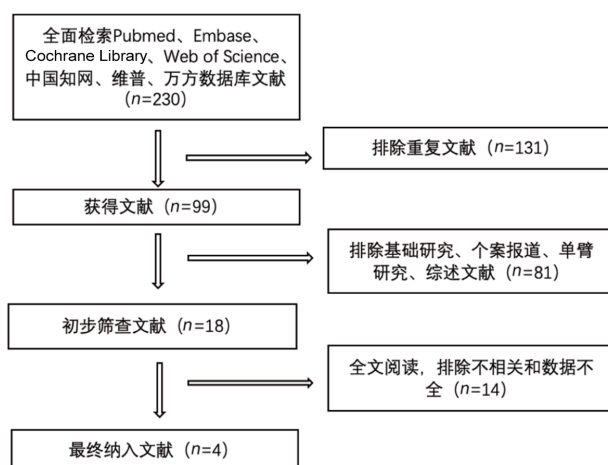 全面检索Pubmed、Embase、
Cochrane Library、Web of Science、
中国知网、维普、万方数据库文献
(n=230)
排除重复文献（n=131）
获得文献（n=99）
排除基础研究、个案报道、单臂
研究、综述文献（n=81）
初步筛查文献（n=18）
全文阅读，排除不相关和数据不
全（n=14）
最终纳入文献（n=4）